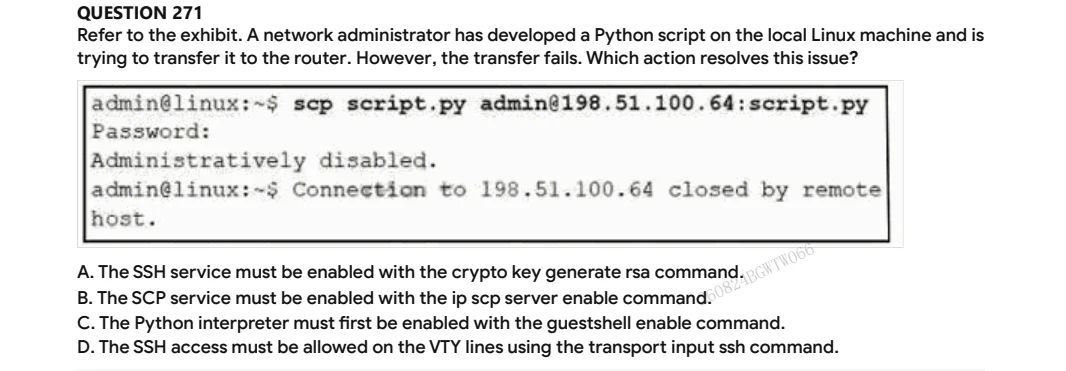 QUESTION 271
Refer to the exhibit. A network administrator has developed a Python script on the local Linux machine and is
trying to transfer it to the router. However, the transfer fails. Which action resolves this issue?
admin@linux:~$ scp script.py admin@198.51.100.64:script.py
Password:
Administratively disabled.
admin@linux:~$ Connection to 198.51.100.64 closed by remote
host.
A. The SSH service must be enabled with the crypto key generate rsa command.
B. The SCP service must be enabled with the ip scp server enable command.
C. The Python interpreter must first be enabled with the guestshell enable command.
D. The SSH access must be allowed on the VTY lines using the transport input ssh command.